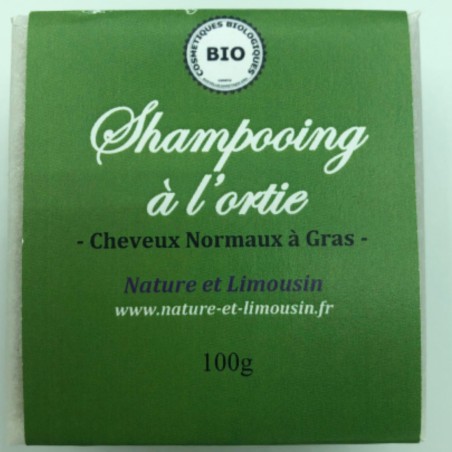 COSMETIQUES BIOLOGIQUES
BIO
Shampooing
à l'ortie
- Cheveux Normaux à Gras -
Nature et Limousin
www.nature-et-limousin.fr
100g